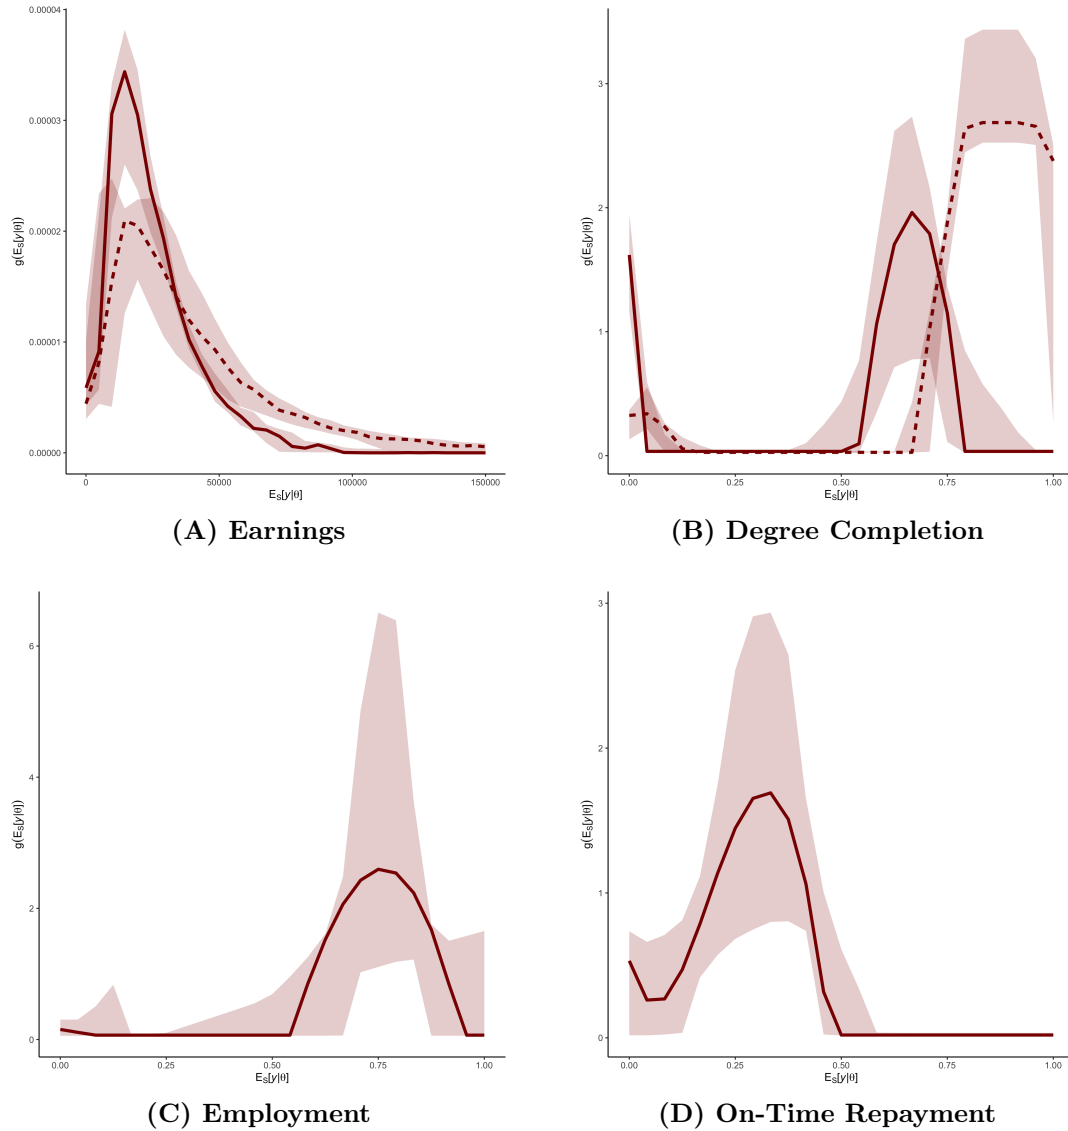 0.00004
0.00003
0.00002
0.00001
0.00000
g(E_S[y|θ])
0 50000 100000 150000
E_S[y|θ]
(A) Earnings
3
2
1
0
g(E_S[y|θ])
0.00 0.25 0.50 0.75 1.00
E_S[y|θ]
(B) Degree Completion
6
4
2
0
g(E_S[y|θ])
0.00 0.25 0.50 0.75 1.00
E_S[y|θ]
(C) Employment
3
2
1
0
g(E_S[y|θ])
0.00 0.25 0.50 0.75 1.00
E_S[y|θ]
(D) On-Time Repayment